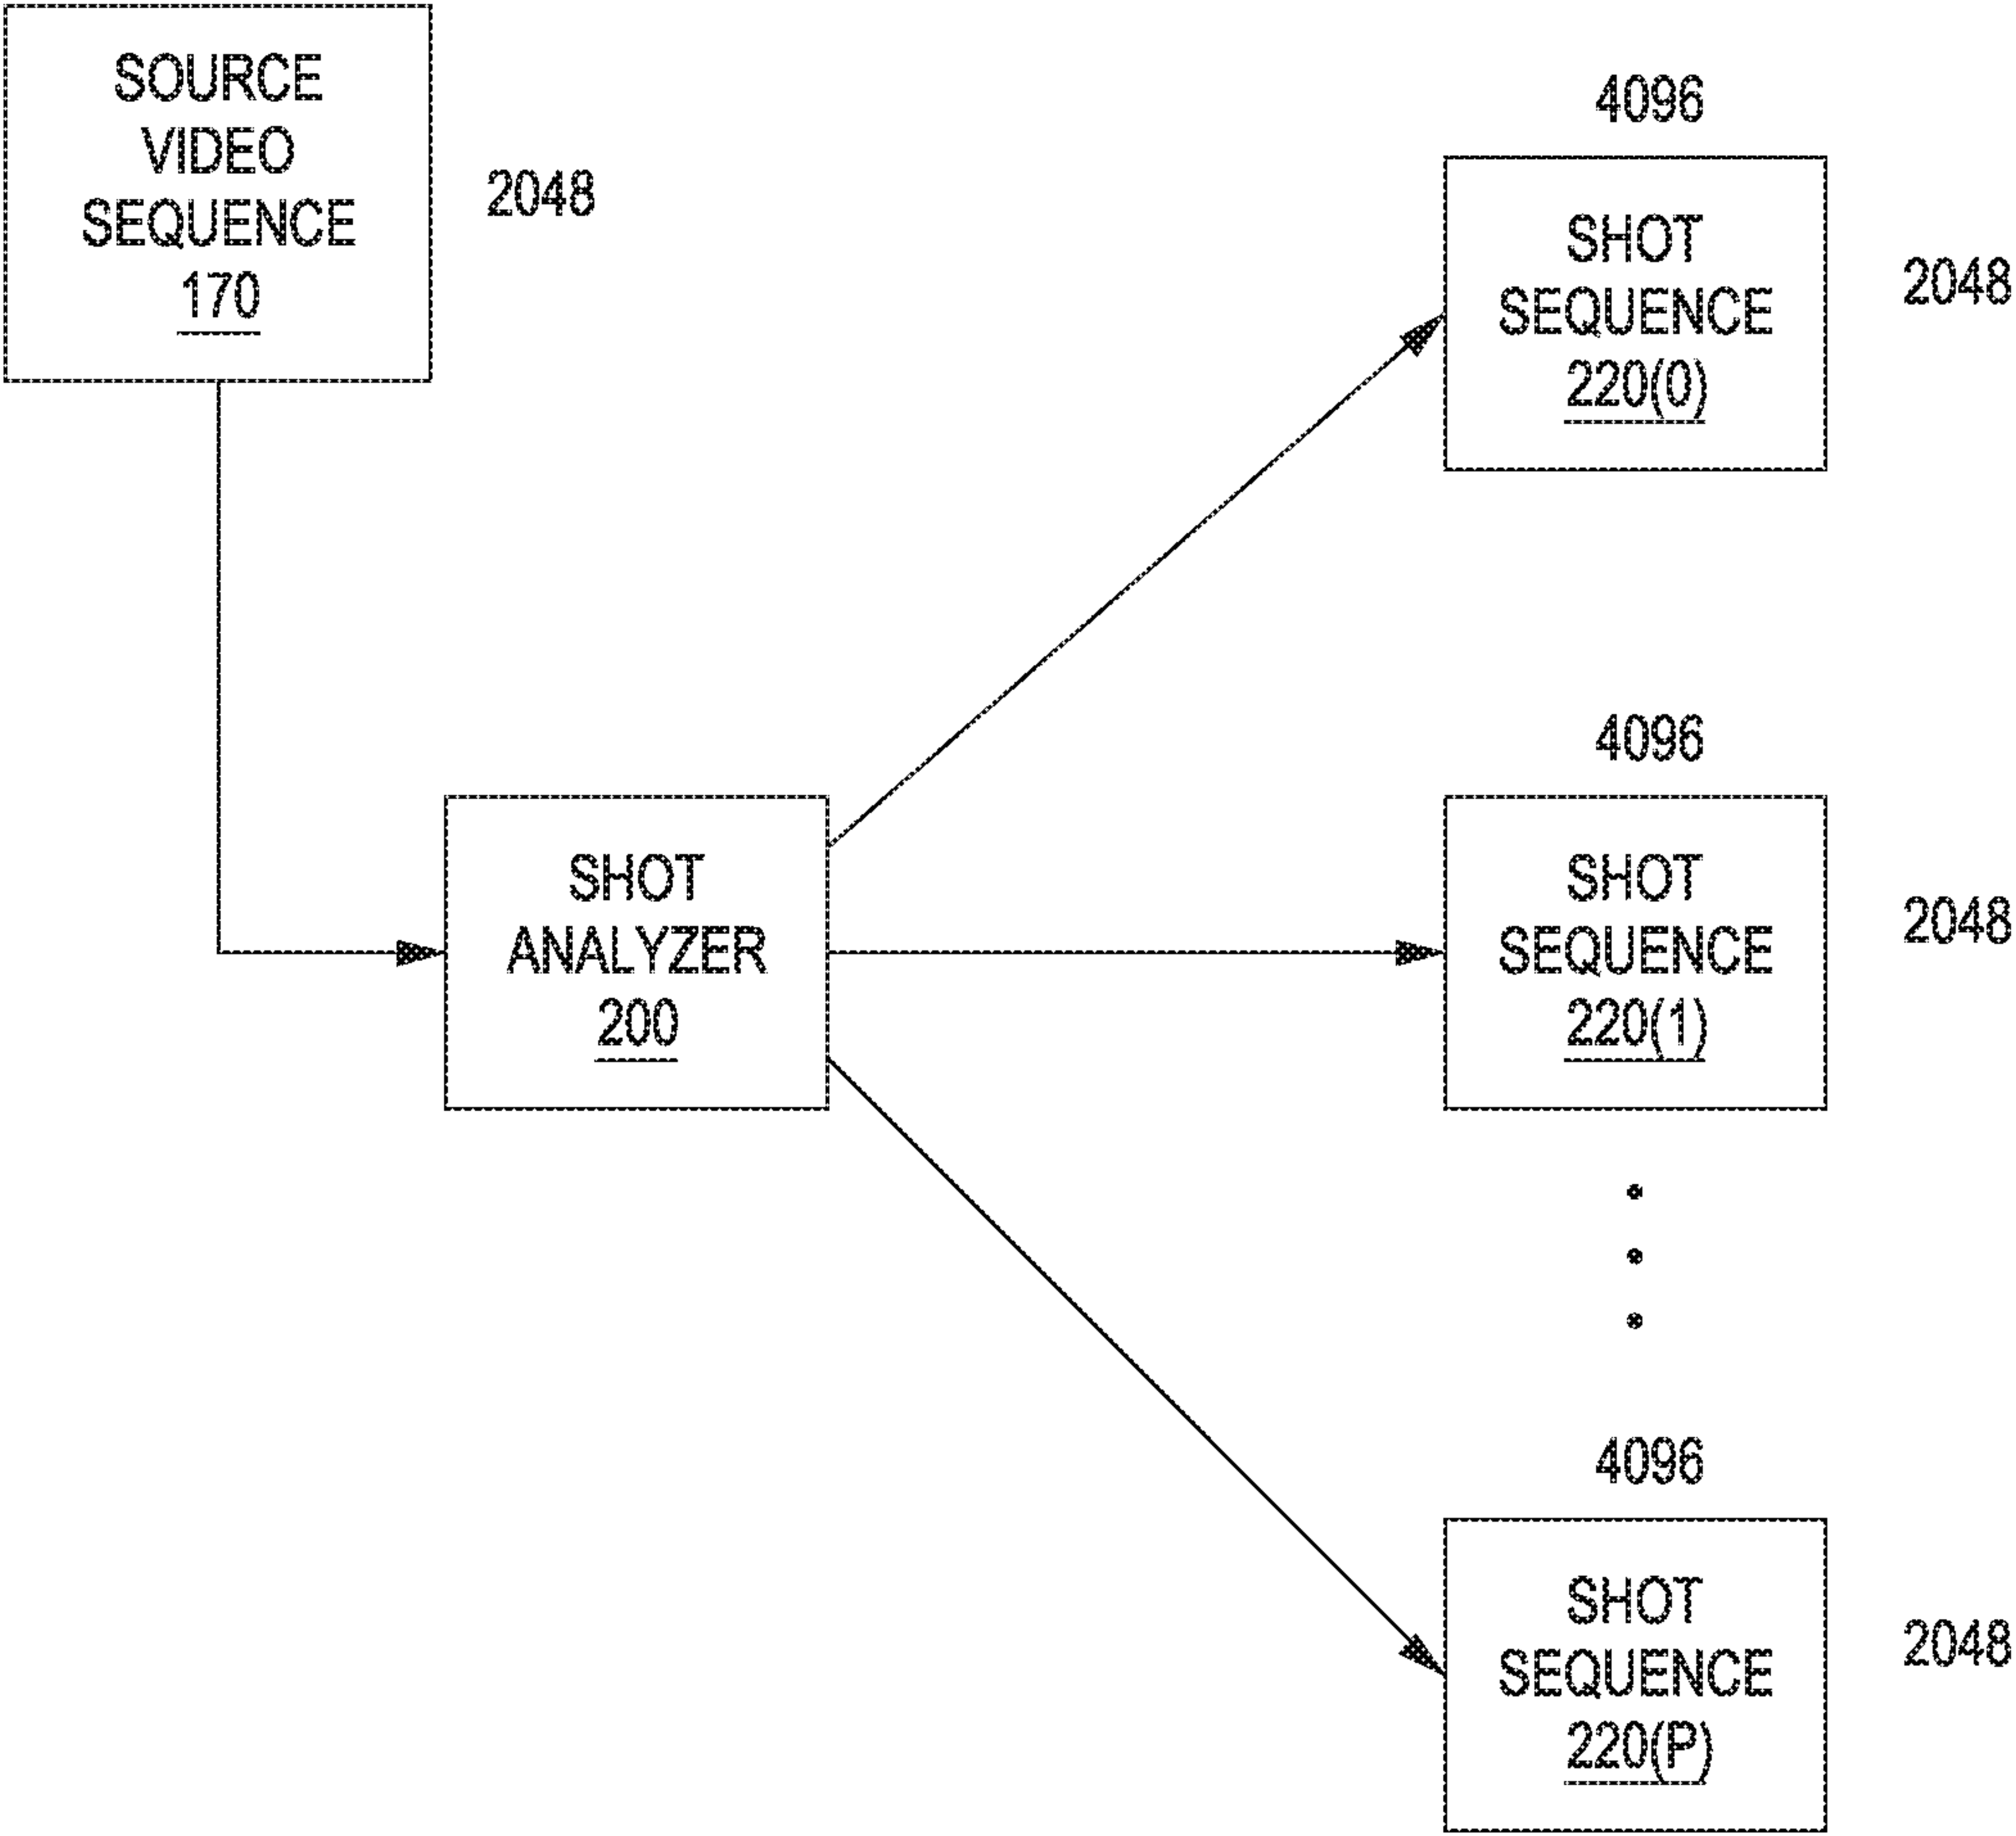 SOURCE
VIDEO
SEQUENCE
170
2048
4096
SHOT
SEQUENCE
220(0)
2048
SHOT
ANALYZER
200
4096
SHOT
SEQUENCE
220(1)
2048
4096
SHOT
SEQUENCE
220(P)
2048